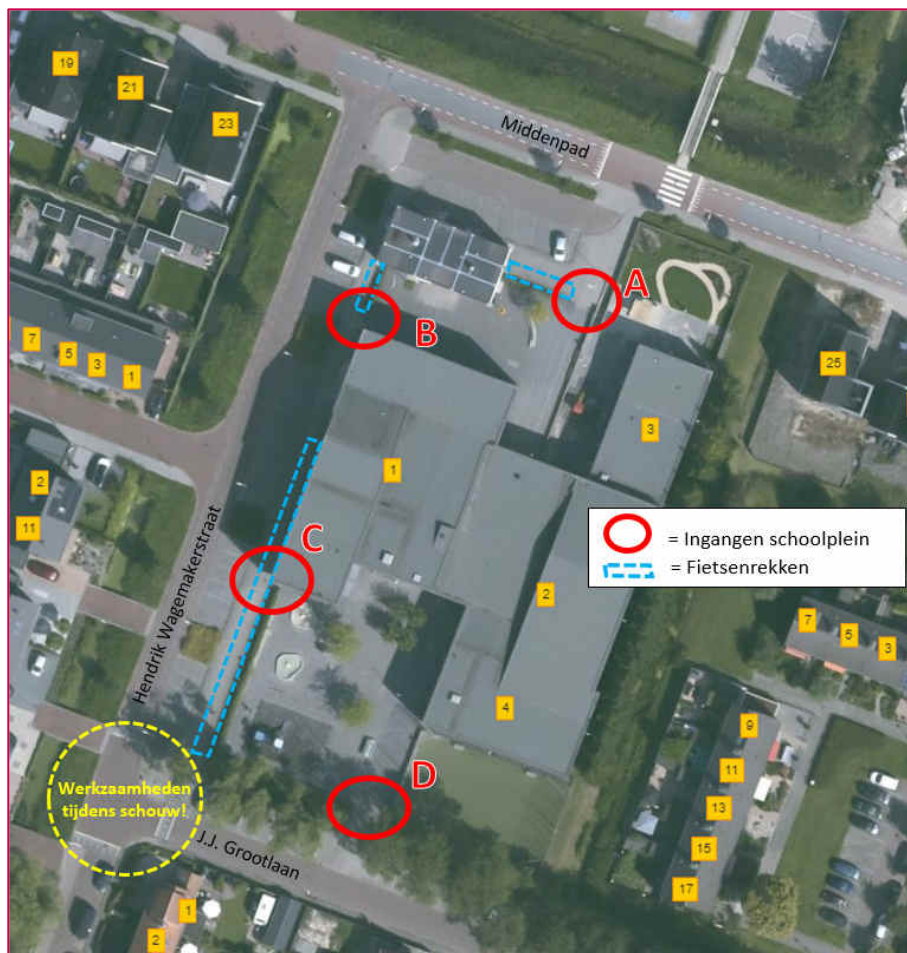 19
21
23
Middenpad
A
B
7
5
3
1
25
3
1
2
11
C
= Ingangen schoolplein
= Fietsenrekken
2
7
5
3
Hendrik Wagemakerstraat
4
9
11
13
15
17
D
Werkzaamheden
tijdens schouw!
J.J. Grootlaan
1
2